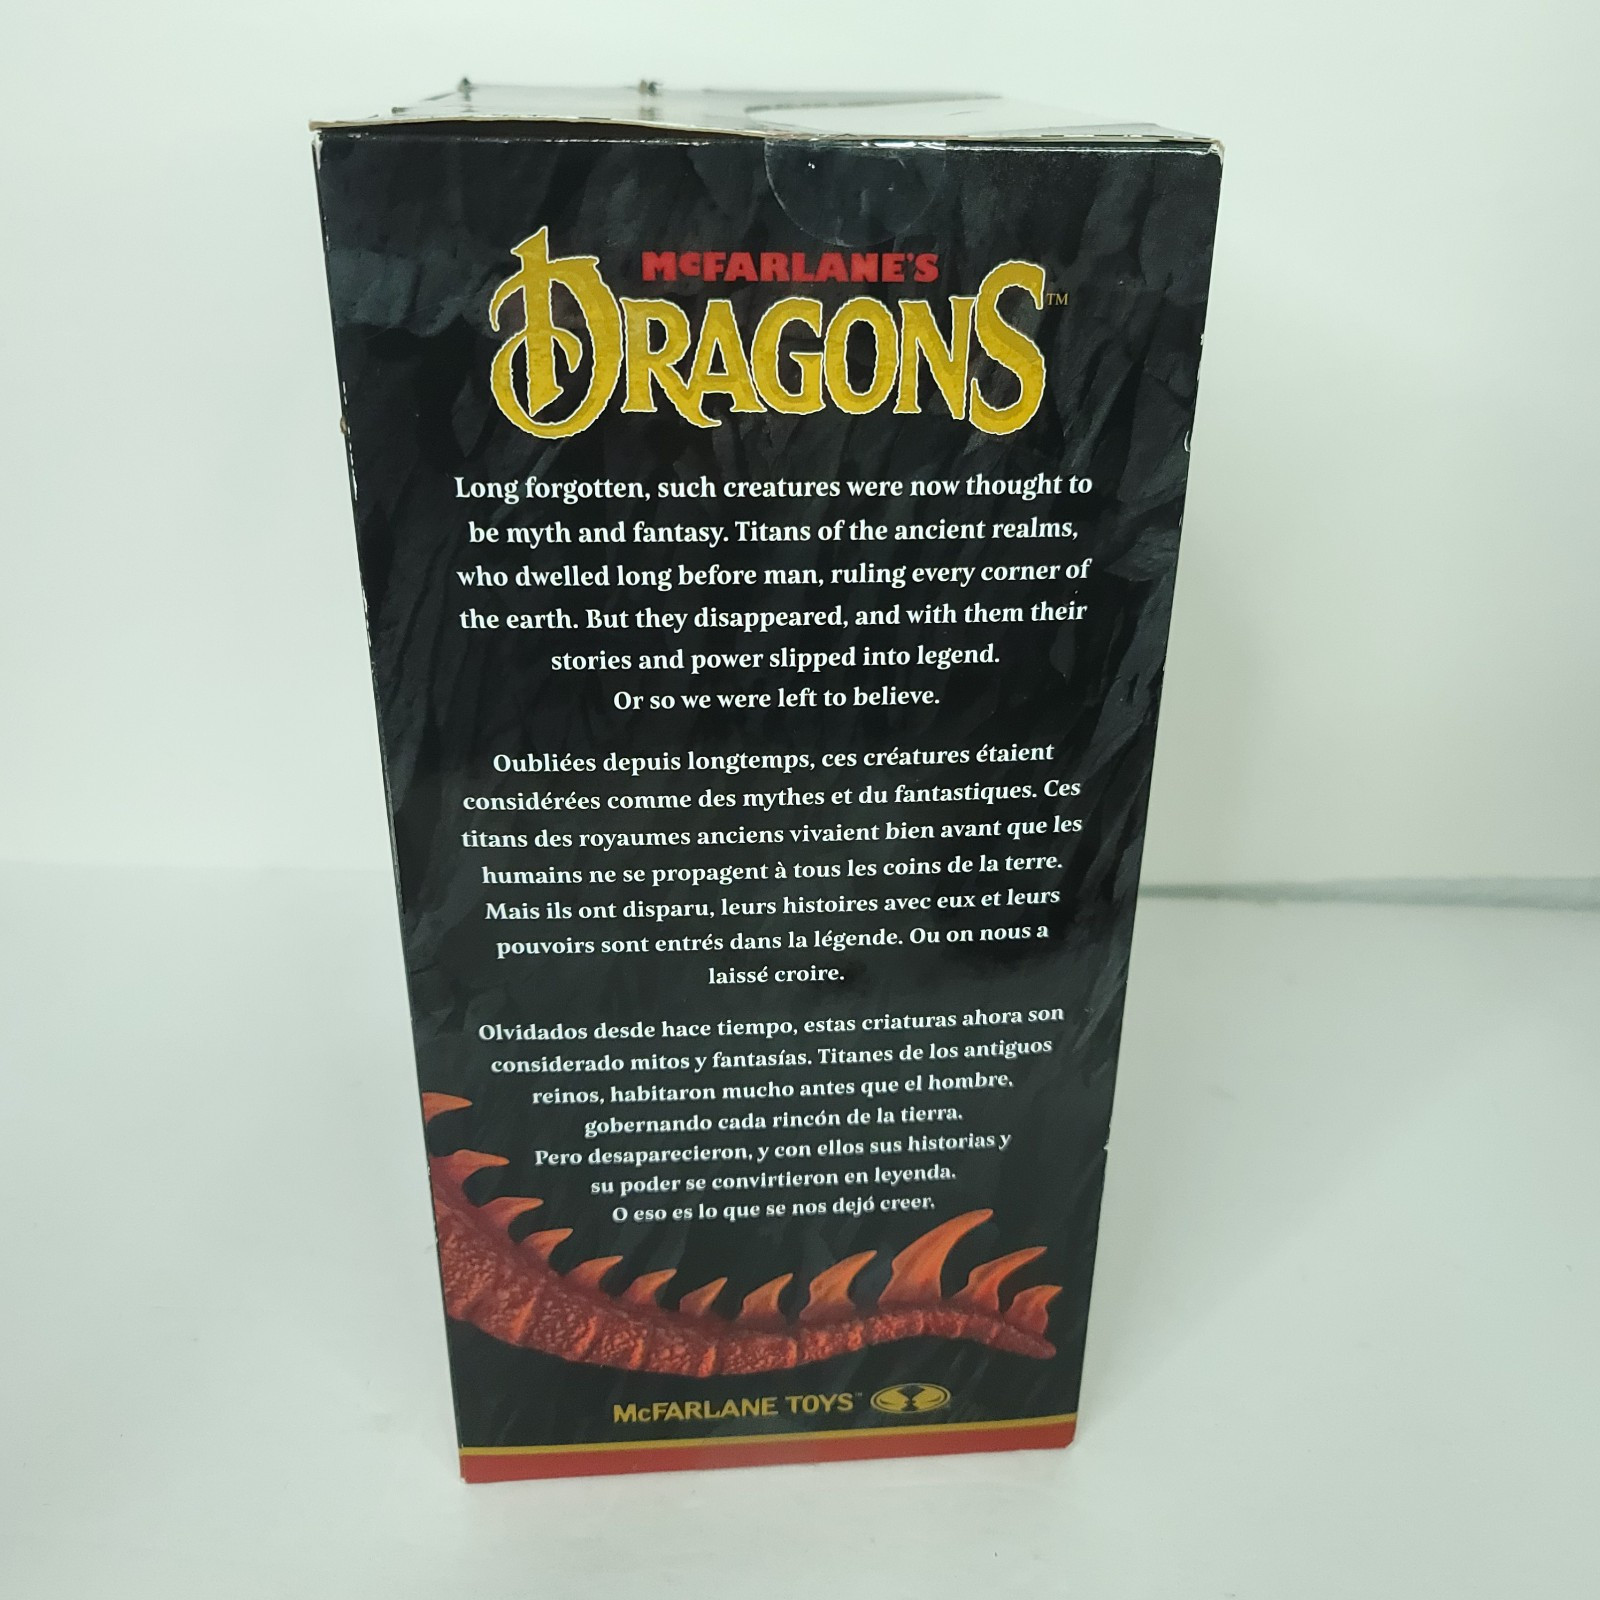 McFARLANE'S
DRAGONS™
Long forgotten, such creatures were now thought to
be myth and fantasy. Titans of the ancient realms,
who dwelled long before man, ruling every corner of
the earth. But they disappeared, and with them their
stories and power slipped into legend.
Or so we were left to believe.
Oubliées depuis longtemps, ces créatures étaient
considérées comme des mythes et du fantastiques. Ces
titans des royaumes anciens vivaient bien avant que les
humains ne se propagent à tous les coins de la terre.
Mais ils ont disparu, leurs histoires avec eux et leurs
pouvoirs sont entrés dans la légende. Ou on nous a
laissé croire.
Olvidados desde hace tiempo, estas criaturas ahora son
considerado mitos y fantasías. Titanes de los antiguos
reinos, habitaron mucho antes que el hombre,
gobernando cada rincón de la tierra.
Pero desaparecieron, y con ellos sus historias y
su poder se convirtieron en leyenda.
O eso es lo que se nos dejó creer.
McFARLANE TOYS™